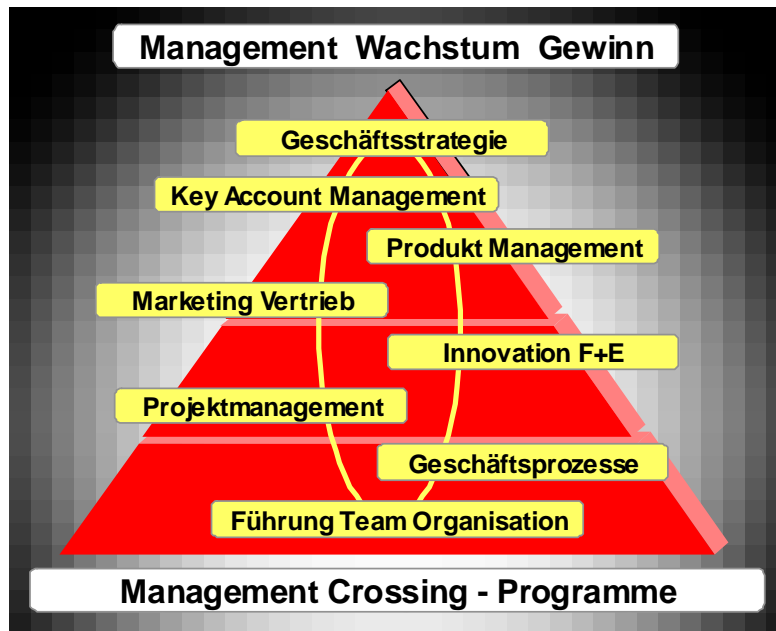 Management Wachstum Gewinn
Geschäftsstrategie
Key Account Management
Produkt Management
Marketing Vertrieb
Innovation F+E
Projektmanagement
Geschäftsprozesse
Führung Team Organisation
Management Crossing - Programme